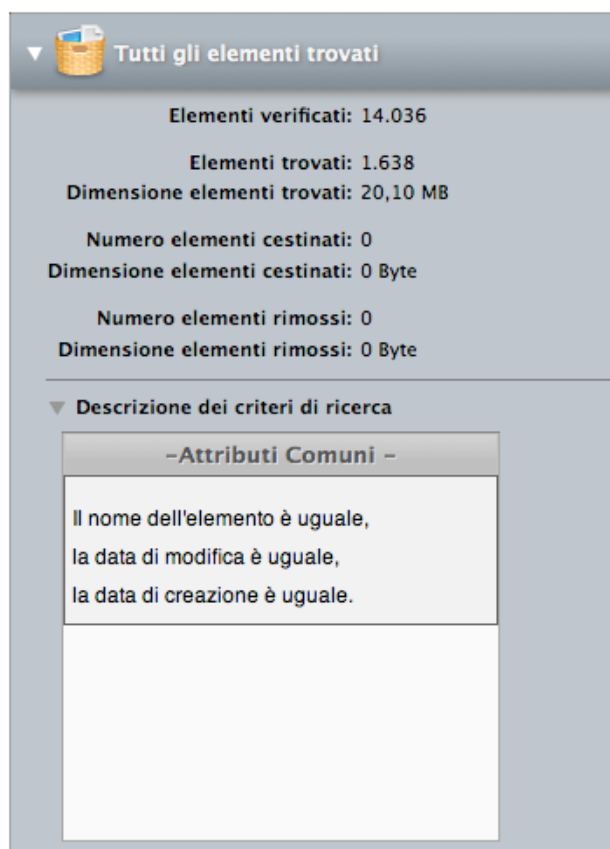 Tutti gli elementi trovati
Elementi verificati: 14.036
Elementi trovati: 1.638
Dimensione elementi trovati: 20,10 MB
Numero elementi cestinati: 0
Dimensione elementi cestinati: 0 Byte
Numero elementi rimossi: 0
Dimensione elementi rimossi: 0 Byte
Descrizione dei criteri di ricerca
–Attributi Comuni –
Il nome dell'elemento è uguale,
la data di modifica è uguale,
la data di creazione è uguale.